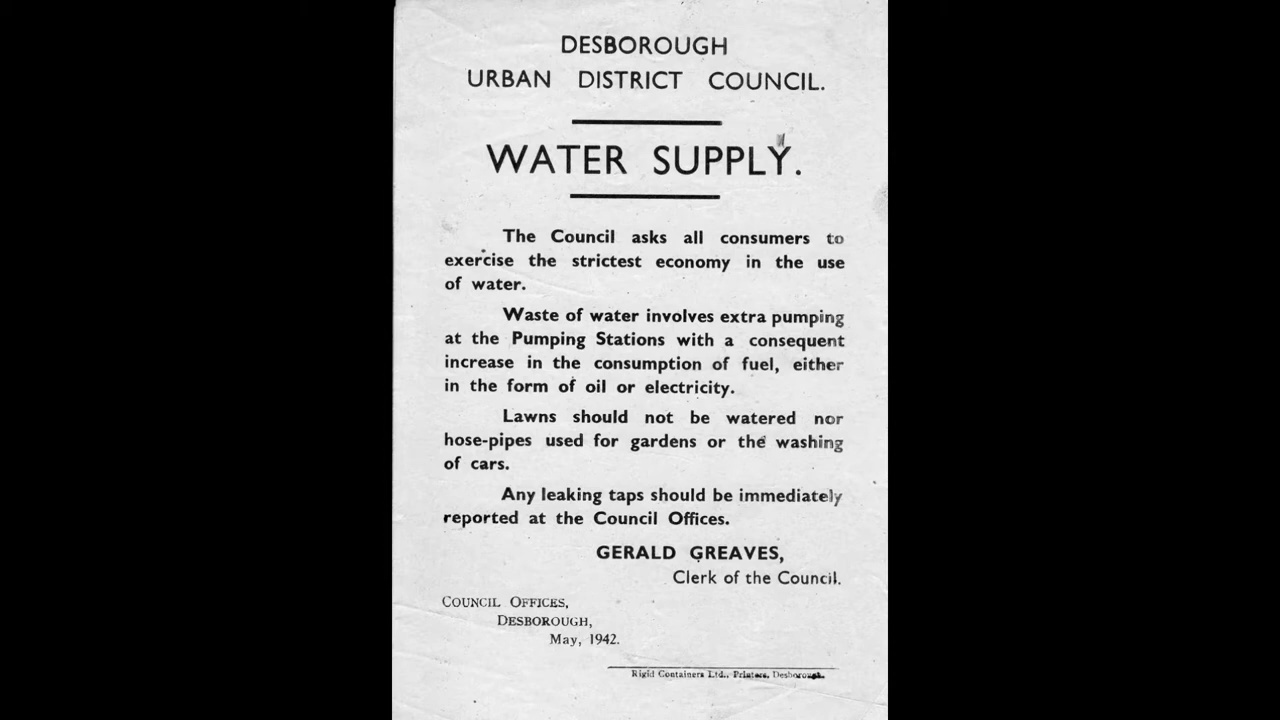 DESBOROUGH
URBAN DISTRICT COUNCIL.
WATER SUPPLY.
The Council asks all consumers to
exercise the strictest economy in the use
of water.
Waste of water involves extra pumping
at the Pumping Stations with a consequent
increase in the consumption of fuel, either
in the form of oil or electricity.
Lawns should not be watered nor
hose-pipes used for gardens or the washing
of cars.
Any leaking taps should be immediately
reported at the Council Offices.
GERALD GREAVES,
Clerk of the Council.
COUNCIL OFFICES,
DESBOROUGH,
May, 1942.
Rigid Containers Ltd., Printers, Desborough.